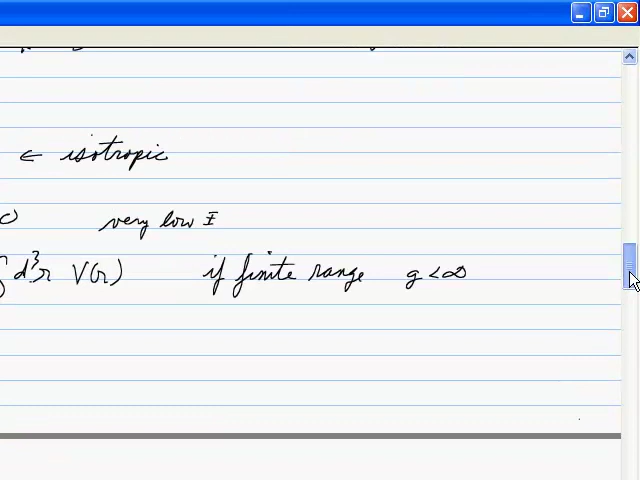 ← isotropic
very low E
∫ d³r V(r) if finite range g < ∞